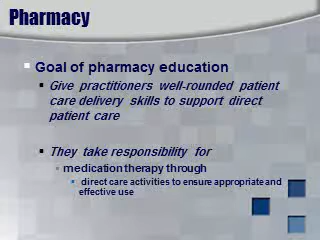 Pharmacy
Goal of pharmacy education
Give practitioners well-rounded patient
care delivery skills to support direct
patient care
They take responsibility for
medication therapy through
direct care activities to ensure appropriate and
effective use